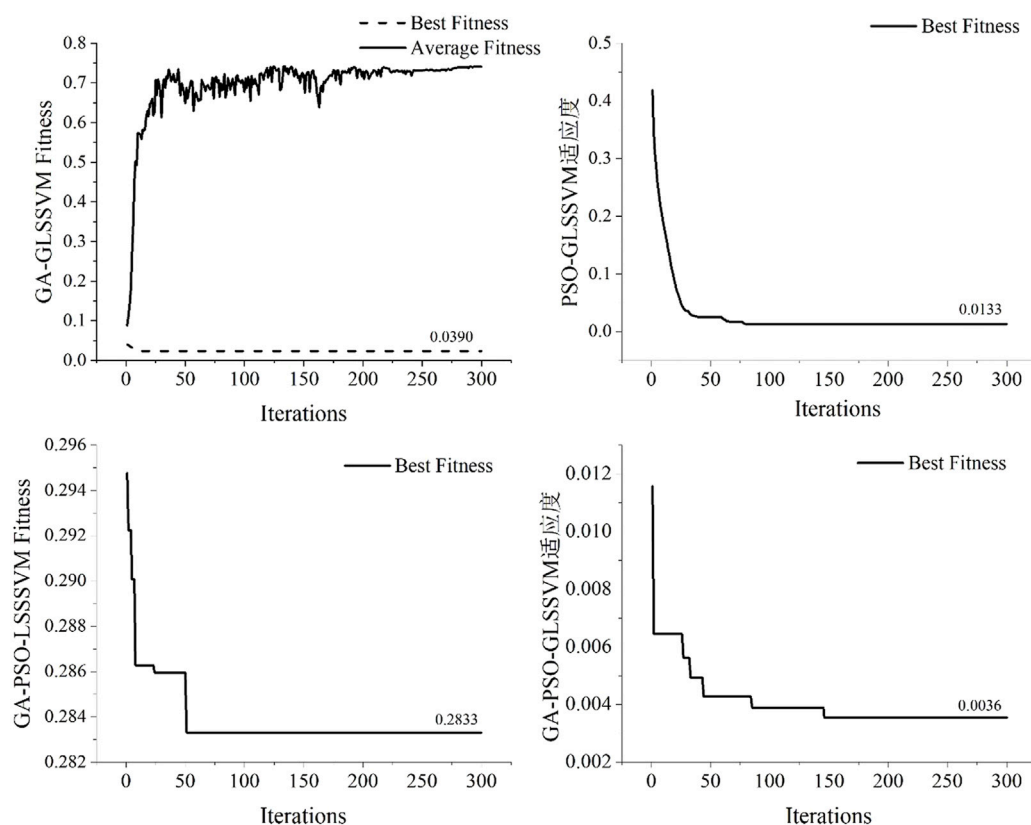 Best Fitness
Average Fitness
GA-GLSSVM Fitness
0.8
0.7
0.6
0.5
0.4
0.3
0.2
0.1
0.0
0.0390
0 50 100 150 200 250 300
Iterations
Best Fitness
PSO-GLSSVM适应度
0.5
0.4
0.3
0.2
0.1
0.0
0.0133
0 50 100 150 200 250 300
Iterations
Best Fitness
GA-PSO-LSSSVM Fitness
0.296
0.294
0.292
0.290
0.288
0.286
0.284
0.282
0.2833
0 50 100 150 200 250 300
Iterations
Best Fitness
GA-PSO-GLSSVM适应度
0.012
0.010
0.008
0.006
0.004
0.002
0.0036
0 50 100 150 200 250 300
Iterations